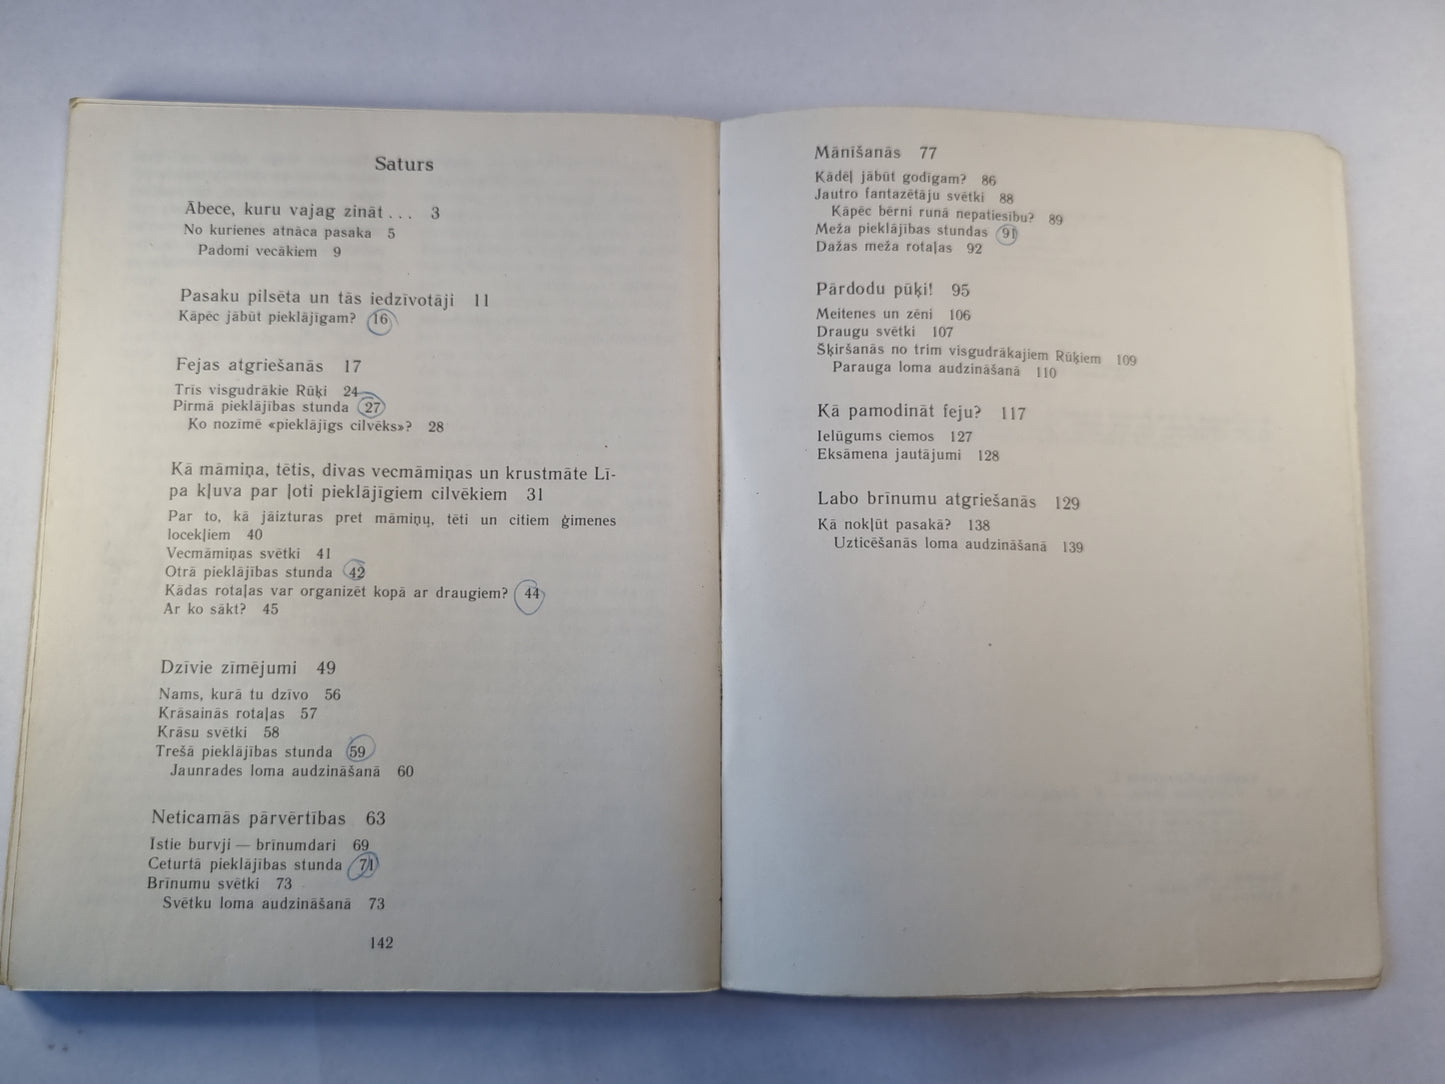 Saturs
Ābece, kuru vajag zināt ... 3
No kurienes atnāca pasaka 5
Padomi vecākiem 9
Pasaku pilsēta un tās iedzīvotāji 11
Kāpēc jābūt pieklājīgam? 16
Fejas atgriešanās 17
Trīs visgudrākie Rūķi 24
Pirmā pieklājības stunda 27
Ko nozīmē «pieklājīgs cilvēks»? 28
Kā māmiņa, tētis, divas vecmāmiņas un krustmāte Lī-
pa kļuva par ļoti pieklājīgiem cilvēkiem 31
Par to, kā jāizturas pret māmiņu, tēti un citiem ģimenes
locekļiem 40
Vecmāmiņas svētki 41
Otrā pieklājības stunda 42
Kādas rotaļas var organizēt kopā ar draugiem? 44
Ar ko sākt? 45
Dzīvie zīmējumi 49
Nams, kurā tu dzīvo 56
Krāsainās rotaļas 57
Krāsu svētki 58
Trešā pieklājības stunda 59
Jaunrades loma audzināšanā 60
Neticamās pārvērtības 63
Īstie burvji — brīnumdari 69
Ceturtā pieklājības stunda 71
Brīnumu svētki 73
Svētku loma audzināšanā 73
142
Mānīšanās 77
Kādēļ jābūt godīgam? 86
Jautro fantazētāju svētki 88
Kāpēc bērni runā nepatiesību? 89
Meža pieklājības stundas 91
Dažas meža rotaļas 92
Pārdodu pūķi! 95
Meitenes un zēni 106
Draugu svētki 107
Šķiršanās no trim visgudrākajiem Rūķiem 109
Parauga loma audzināšanā 110
Kā pamodināt feju? 117
Ielūgums ciemos 127
Eksāmena jautājumi 128
Labo brīnumu atgriešanās 129
Kā nokļūt pasakā? 138
Uzticēšanās loma audzināšanā 139